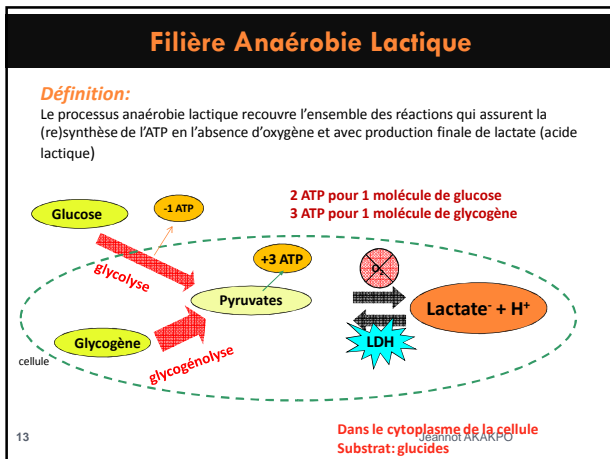 Filière Anaérobie Lactique
Définition:
Le processus anaérobie lactique recouvre l'ensemble des réactions qui assurent la
(re)synthèse de l'ATP en l'absence d'oxygène et avec production finale de lactate (acide
lactique)
2 ATP pour 1 molécule de glucose
3 ATP pour 1 molécule de glycogène
Glucose
-1 ATP
glycolyse
+3 ATP
O₂
Pyruvates
Lactate⁻ + H⁺
LDH
Glycogène
glycogénolyse
cellule
Dans le cytoplasme de la cellule
Substrat: glucides
Jeannot AKAKPO
13